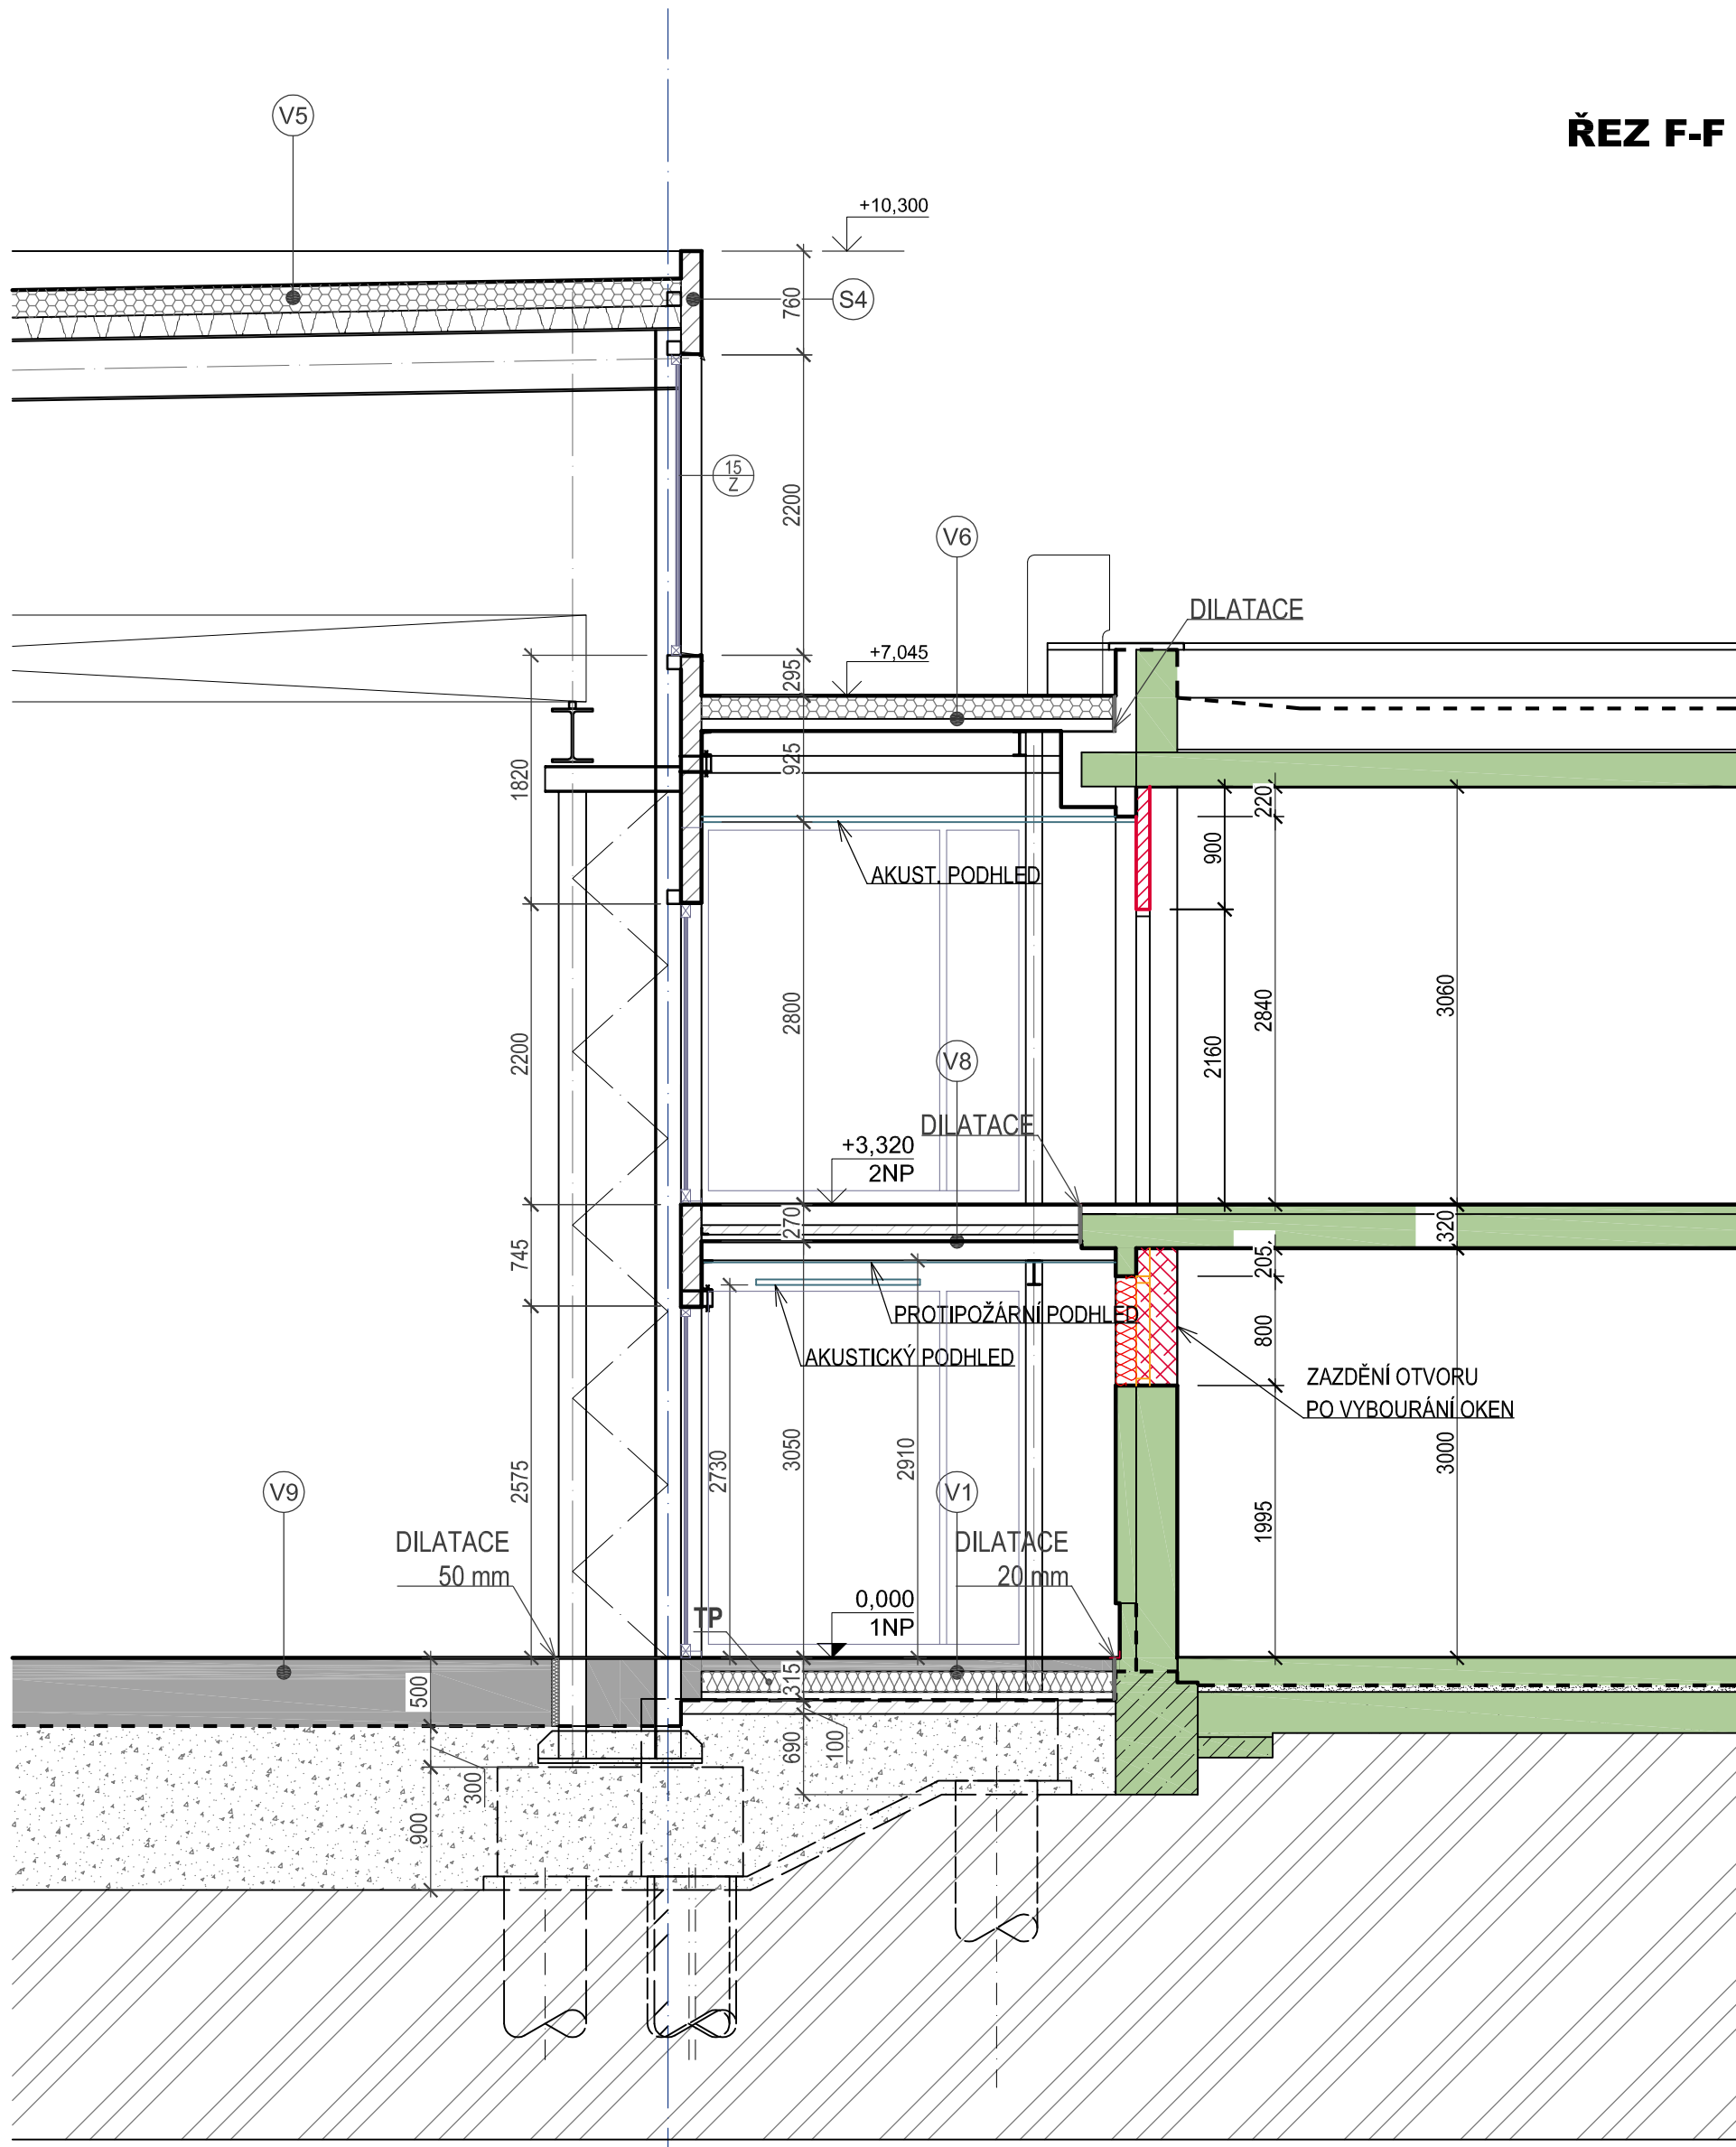 ŘEZ F-F
V5
+10,300
S4
760
15
Z
2200
V6
DILATACE
+7,045
295
925
1820
220
900
AKUST. PODHLED
2800
2840
3060
2200
2160
V8
DILATACE
+3,320
2NP
270
320
745
205,
PROTIPOŽÁRNÍ PODHLED
800
AKUSTICKÝ PODHLED
ZAZDĚNÍ OTVORU
PO VYBOURÁNÍ OKEN
2575
2730
3050
2910
3000
1995
V9
V1
DILATACE
50 mm
DILATACE
20 mm
0,000
1NP
TP
500
315
690
100
300
900